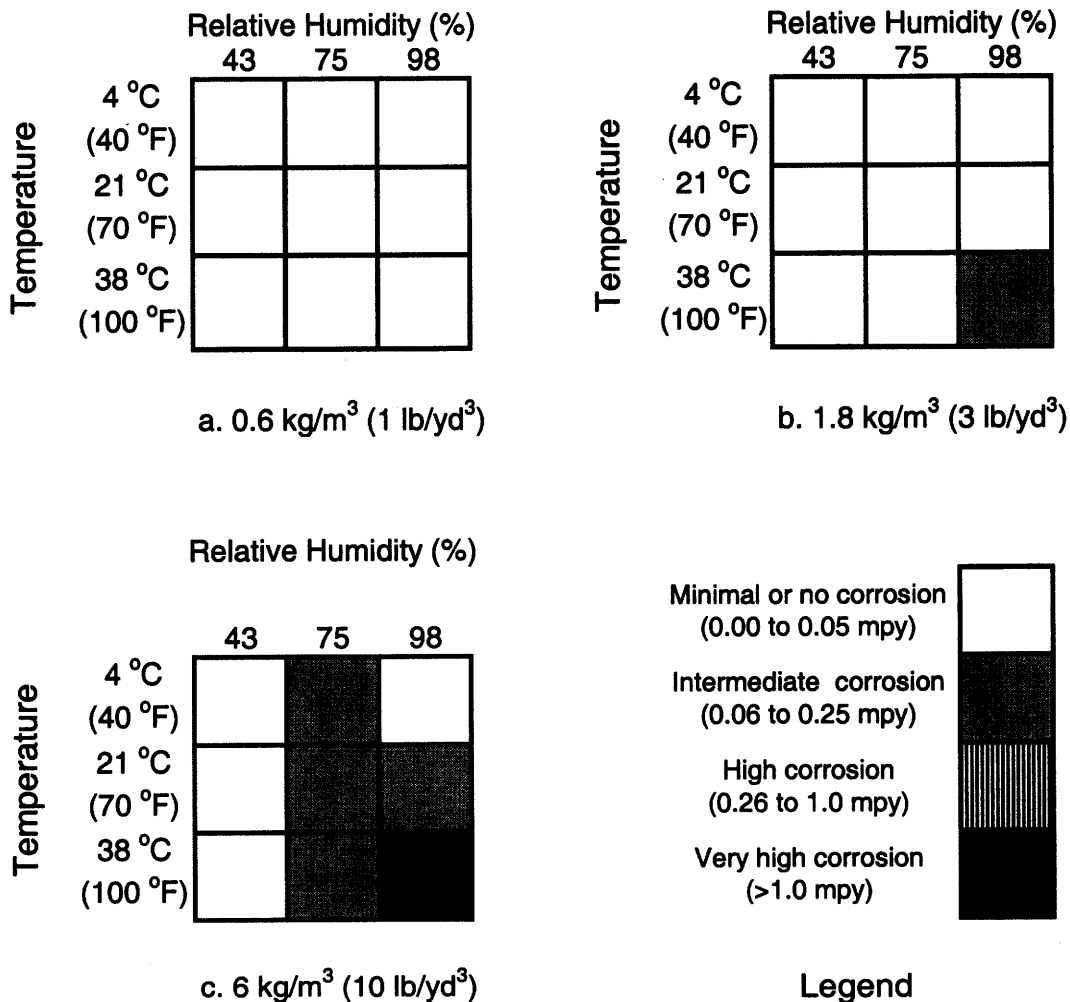 Relative Humidity (%)
43 75 98
Temperature
4 °C
(40 °F)
21 °C
(70 °F)
38 °C
(100 °F)
a. 0.6 kg/m³ (1 lb/yd³)
Relative Humidity (%)
43 75 98
Temperature
4 °C
(40 °F)
21 °C
(70 °F)
38 °C
(100 °F)
b. 1.8 kg/m³ (3 lb/yd³)
Relative Humidity (%)
43 75 98
Temperature
4 °C
(40 °F)
21 °C
(70 °F)
38 °C
(100 °F)
c. 6 kg/m³ (10 lb/yd³)
Minimal or no corrosion
(0.00 to 0.05 mpy)
Intermediate corrosion
(0.06 to 0.25 mpy)
High corrosion
(0.26 to 1.0 mpy)
Very high corrosion
(>1.0 mpy)
Legend